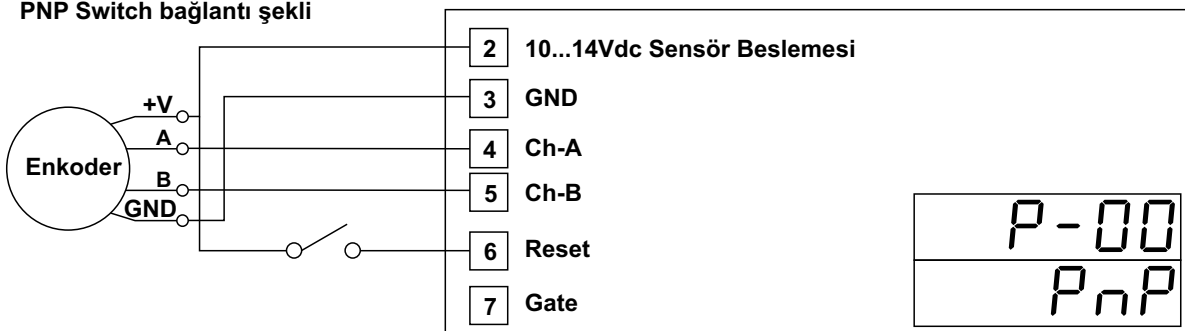 PNP Switch bağlantı şekli
2 10...14Vdc Sensör Beslemesi
+V
3 GND
A
4 Ch-A
Enkoder
B
5 Ch-B
GND
6 Reset
7 Gate
P-00
PnP